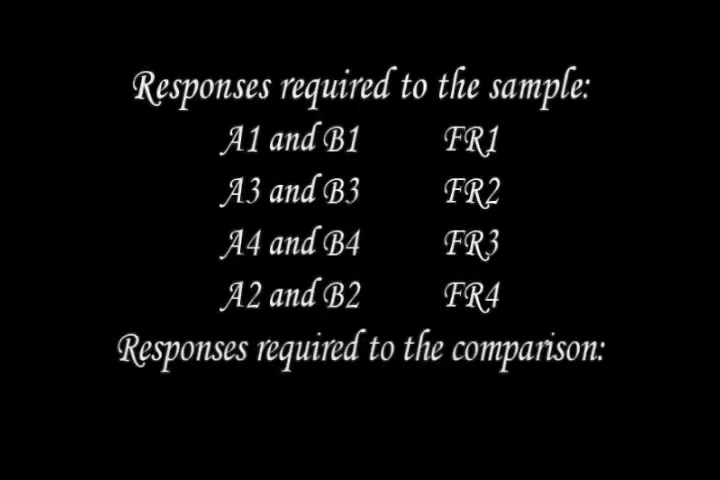 Responses required to the sample:
A1 and B1 FR1
A3 and B3 FR2
A4 and B4 FR3
A2 and B2 FR4
Responses required to the comparison: